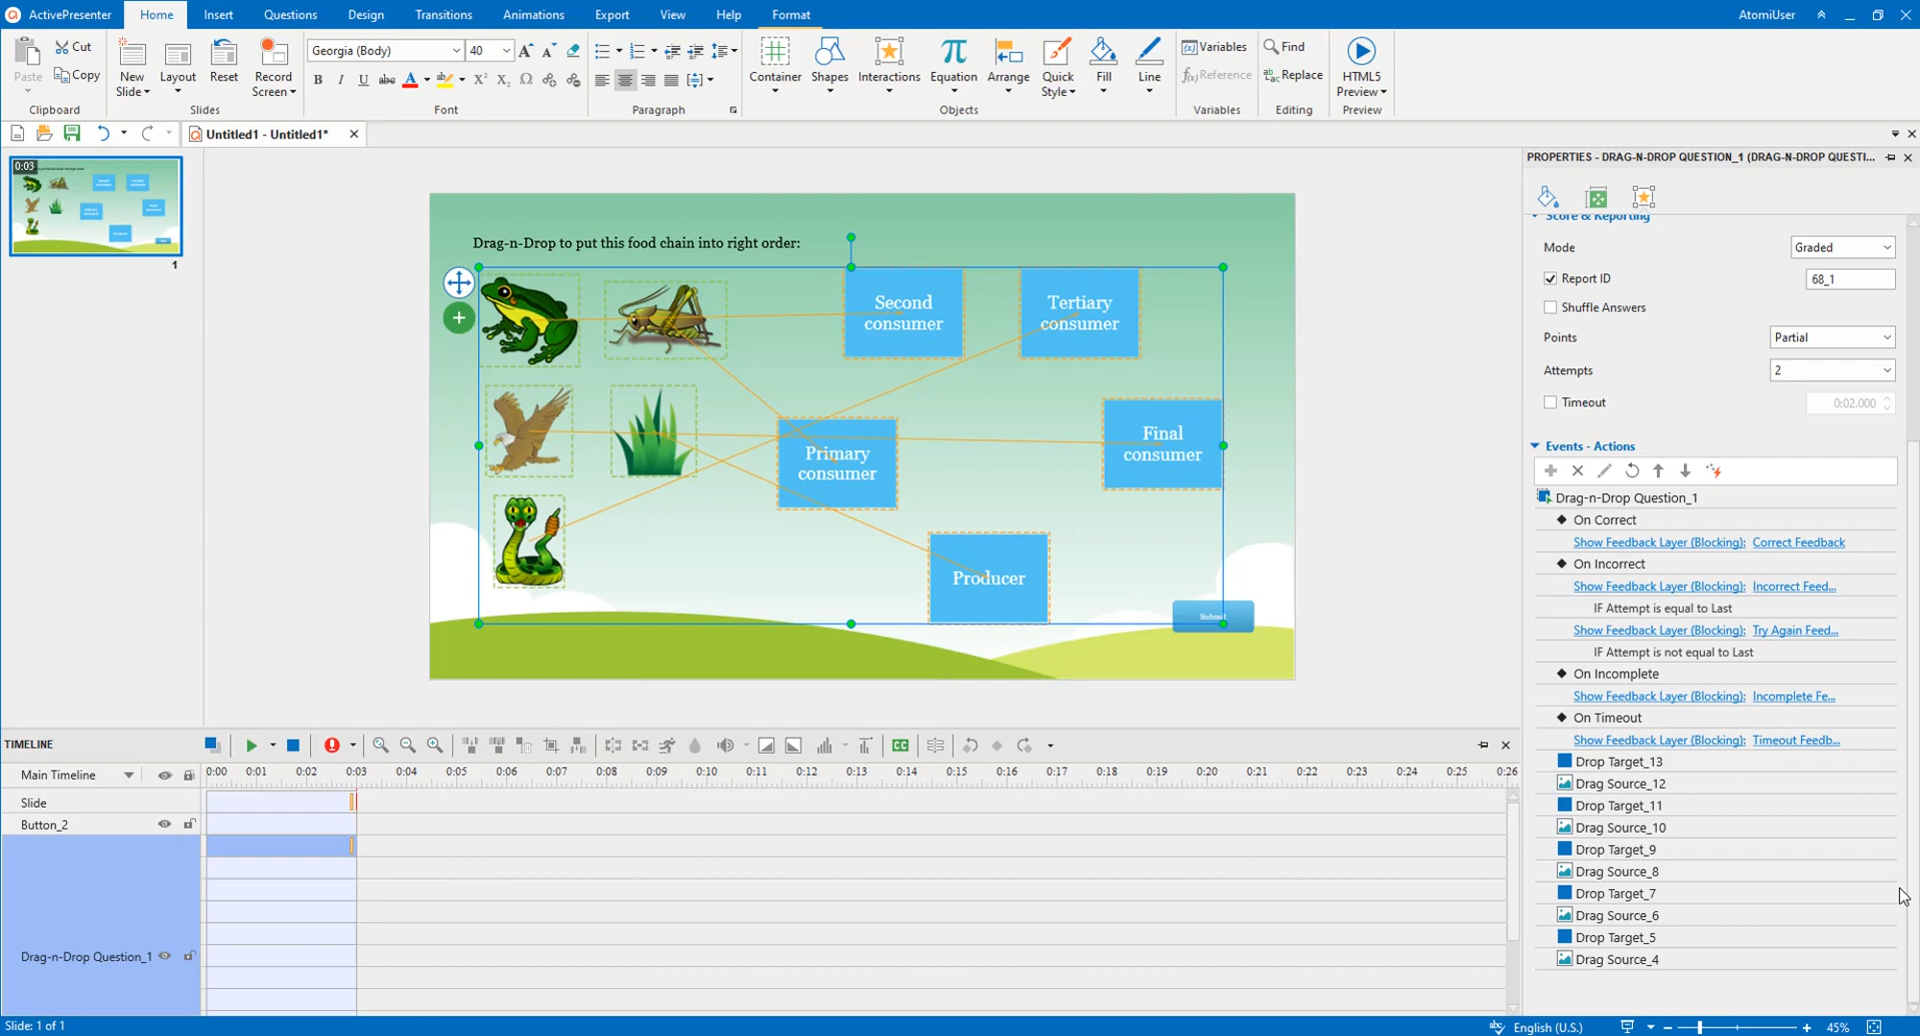 ActivePresenter
Home
Insert
Questions
Design
Transitions
Animations
Export
View
Help
Format
AtomiUser
Paste
Cut
Copy
Clipboard
New
Slide
Layout
Reset
Record
Screen
Slides
Georgia (Body)
40
Font
Paragraph
Container
Shapes
Interactions
Equation
Arrange
Quick
Style
Fill
Line
Objects
Variables
Reference
Variables
Find
Replace
Editing
HTML5
Preview
Preview
Untitled1 - Untitled1*
0:03
1
Drag-n-Drop to put this food chain into right order:
Second
consumer
Tertiary
consumer
Primary
consumer
Final
consumer
Producer
Submit
PROPERTIES - DRAG-N-DROP QUESTION_1 (DRAG-N-DROP QUESTI...
Score & Reporting
Mode
Graded
Report ID
68_1
Shuffle Answers
Points
Partial
Attempts
2
Timeout
0:02.000
Events - Actions
Drag-n-Drop Question_1
On Correct
Show Feedback Layer (Blocking): Correct Feedback
On Incorrect
Show Feedback Layer (Blocking): Incorrect Feed...
IF Attempt is equal to Last
Show Feedback Layer (Blocking): Try Again Feed...
IF Attempt is not equal to Last
On Incomplete
Show Feedback Layer (Blocking): Incomplete Fe...
On Timeout
Show Feedback Layer (Blocking): Timeout Feedb...
Drop Target_13
Drag Source_12
Drop Target_11
Drag Source_10
Drop Target_9
Drag Source_8
Drop Target_7
Drag Source_6
Drop Target_5
Drag Source_4
TIMELINE
CC
Main Timeline
0:00 0:01 0:02 0:03 0:04 0:05 0:06 0:07 0:08 0:09 0:10 0:11 0:12 0:13 0:14 0:15 0:16 0:17 0:18 0:19 0:20 0:21 0:22 0:23 0:24 0:25 0:26
Slide
Button_2
Drag-n-Drop Question_1
Slide: 1 of 1
English (U.S.)
45%